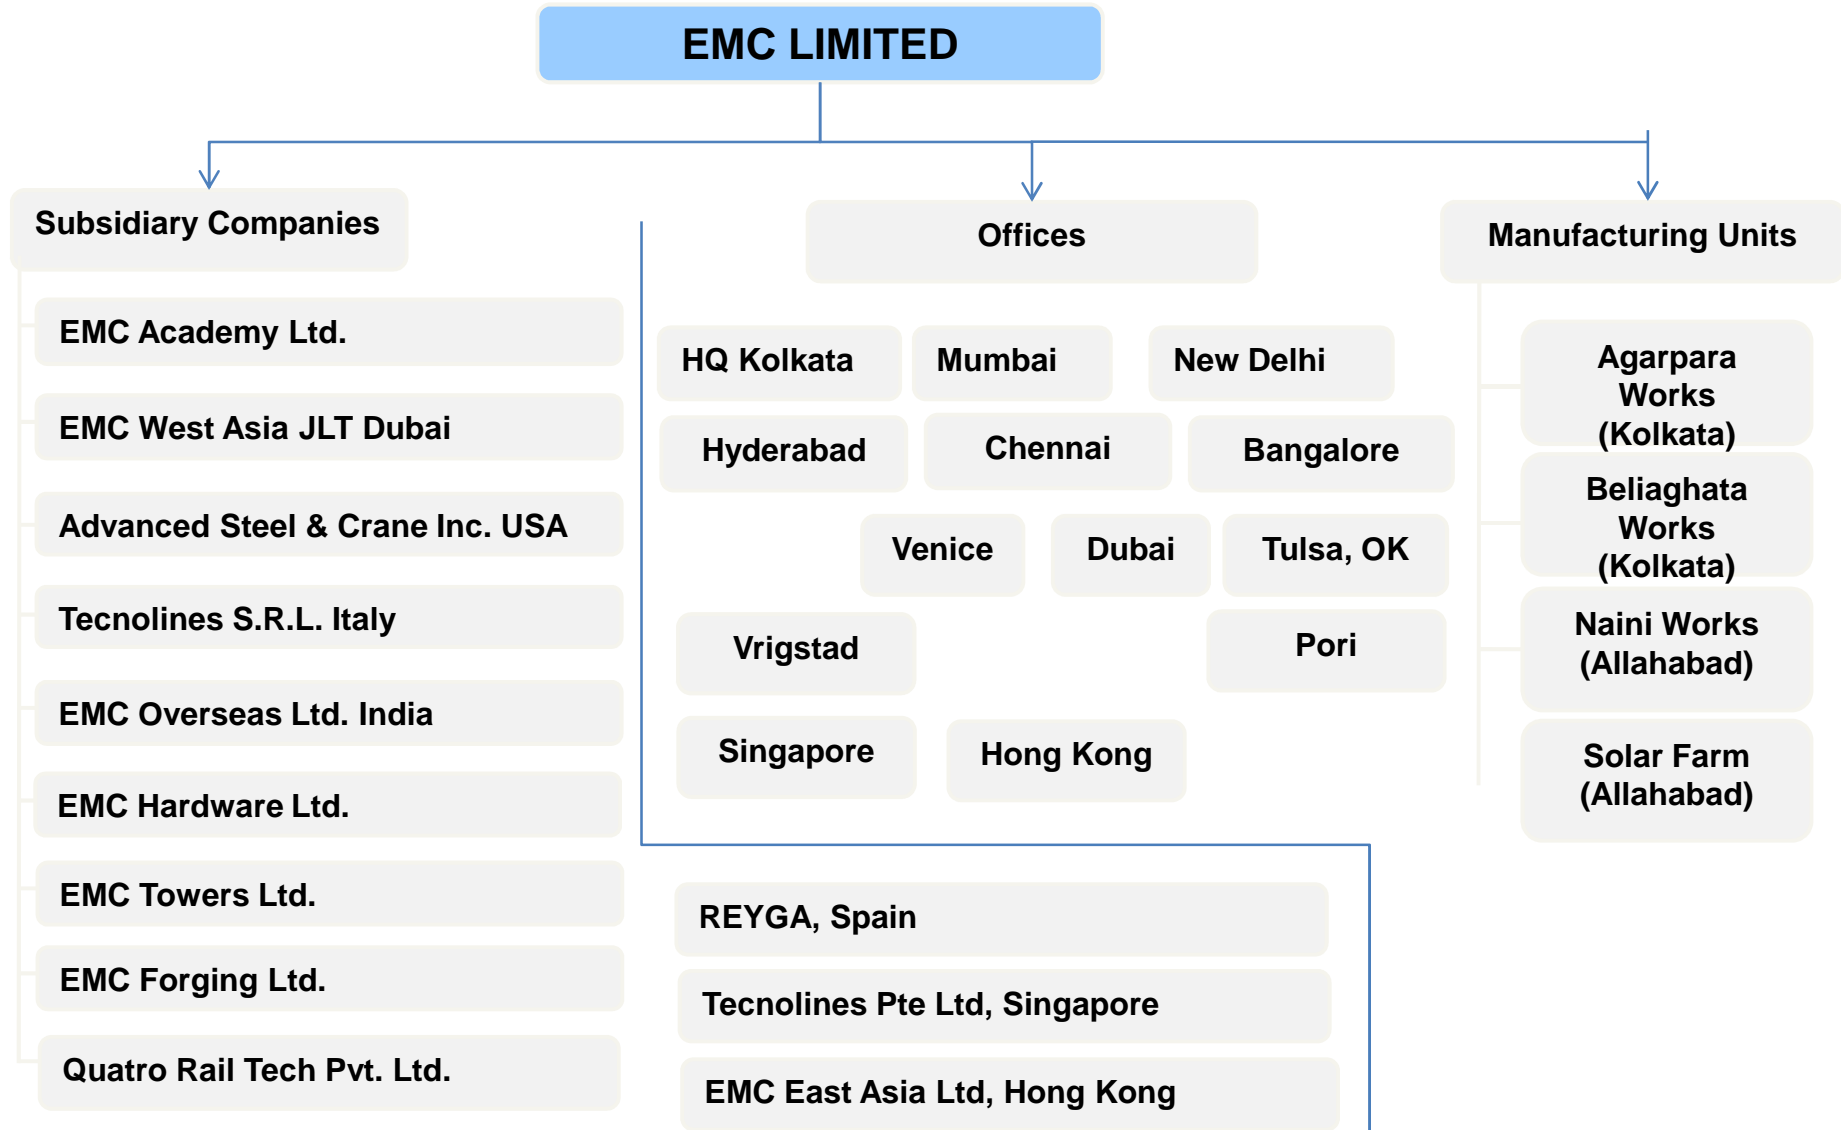 EMC LIMITED
Subsidiary Companies
EMC Academy Ltd.
EMC West Asia JLT Dubai
Advanced Steel & Crane Inc. USA
Tecnolines S.R.L. Italy
EMC Overseas Ltd. India
EMC Hardware Ltd.
EMC Towers Ltd.
EMC Forging Ltd.
Quatro Rail Tech Pvt. Ltd.
REYGA, Spain
Tecnolines Pte Ltd, Singapore
EMC East Asia Ltd, Hong Kong
Offices
HQ Kolkata
Mumbai
New Delhi
Hyderabad
Chennai
Bangalore
Venice
Dubai
Tulsa, OK
Vrigstad
Pori
Singapore
Hong Kong
Manufacturing Units
Agarpara
Works
(Kolkata)
Beliaghata
Works
(Kolkata)
Naini Works
(Allahabad)
Solar Farm
(Allahabad)